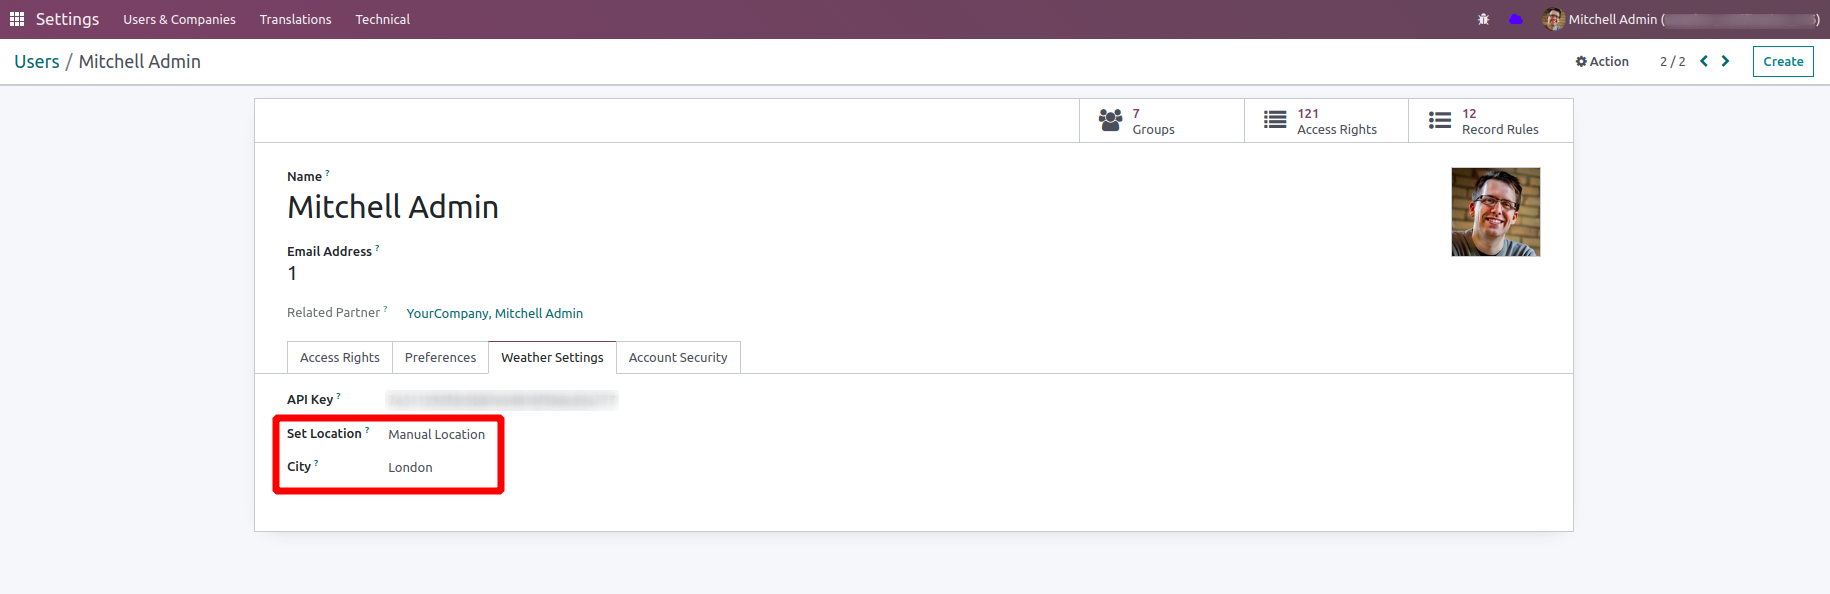 Settings Users & Companies Translations Technical Mitchell Admin ( )
Users / Mitchell Admin Action 2 / 2 Create
7
Groups
121
Access Rights
12
Record Rules
Name ?
Mitchell Admin
Email Address ?
1
Related Partner ? YourCompany, Mitchell Admin
Access Rights Preferences Weather Settings Account Security
API Key ?
Set Location ? Manual Location
City ? London